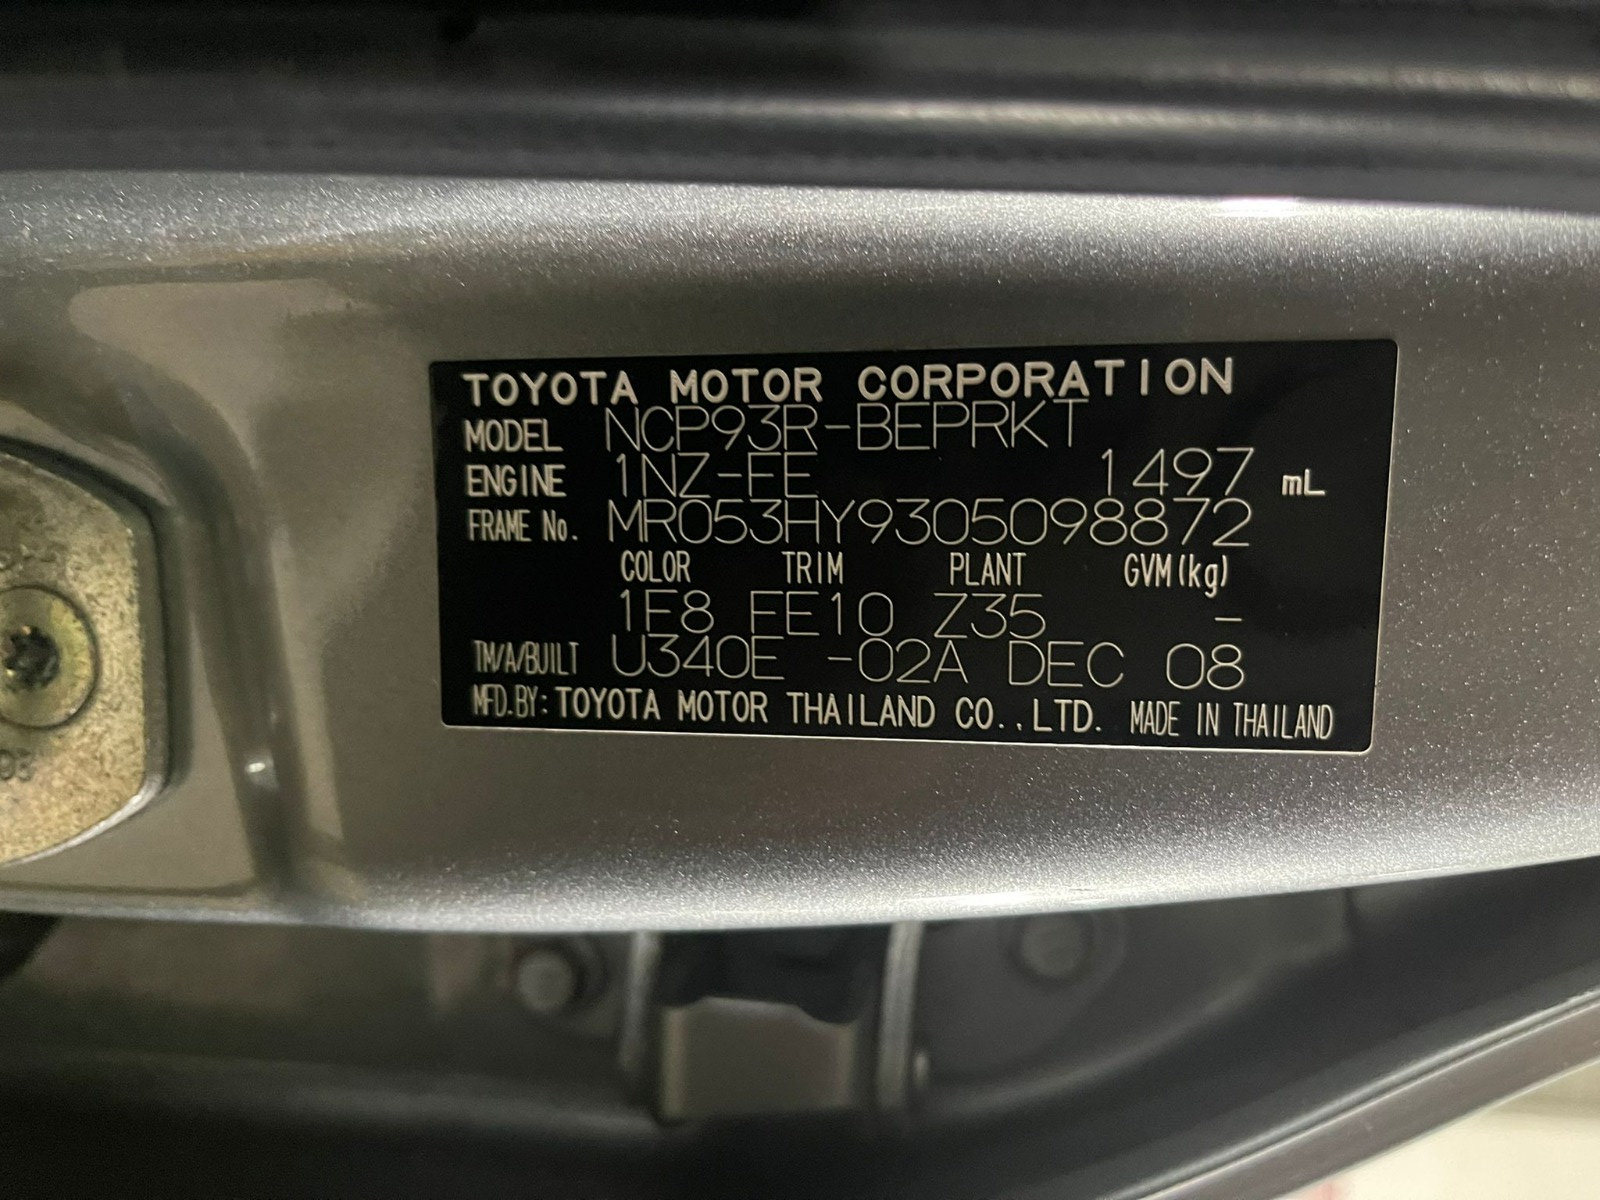 TOYOTA MOTOR CORPORATION
MODEL NCP93R-BEPRKT
ENGINE 1NZ-FE 1497 mL
FRAME No. MR053HY9305098872
COLOR TRIM PLANT GVM(kg)
1F8 FE10 Z35 -
TM/A/BUILT U340E -02A DEC 08
MFD.BY: TOYOTA MOTOR THAILAND CO.,LTD. MADE IN THAILAND